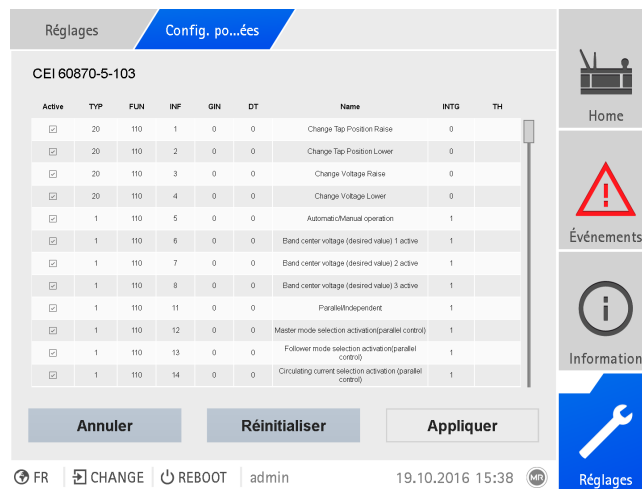 Réglages
Config. po...ées
CEI 60870-5-103
Active TYP FUN INF GIN DT Name INTG TH
20 110 1 0 0 Change Tap Position Raise 0
20 110 2 0 0 Change Tap Position Lower 0
20 110 3 0 0 Change Voltage Raise 0
20 110 4 0 0 Change Voltage Lower 0
1 110 5 0 0 Automatic/Manual operation 1
1 110 6 0 0 Band center voltage (desired value) 1 active 1
1 110 7 0 0 Band center voltage (desired value) 2 active 1
1 110 8 0 0 Band center voltage (desired value) 3 active 1
1 110 11 0 0 Parallel/Independent 1
1 110 12 0 0 Master mode selection activation(parallel control) 1
1 110 13 0 0 Follower mode selection activation(parallel
control) 1
1 110 14 0 0 Circulating current selection activation (parallel
control) 1
Annuler
Réinitialiser
Appliquer
FR
CHANGE
REBOOT
admin
19.10.2016 15:38
MR
Home
Événements
Information
Réglages